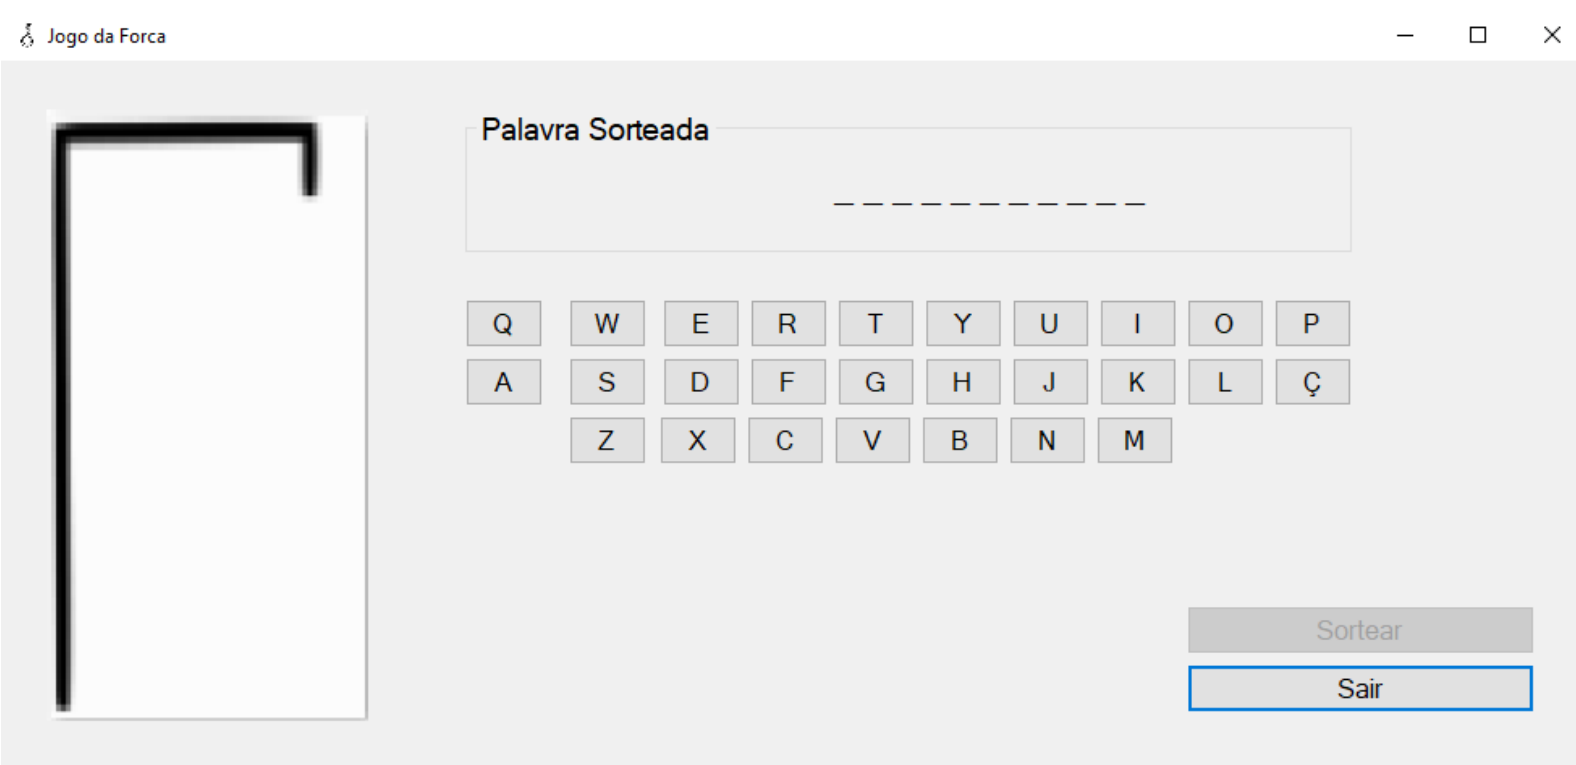 Jogo da Forca
Palavra Sorteada
_ _ _ _ _ _ _ _ _ _ _
Q W E R T Y U I O P
A S D F G H J K L Ç
Z X C V B N M
Sortear
Sair